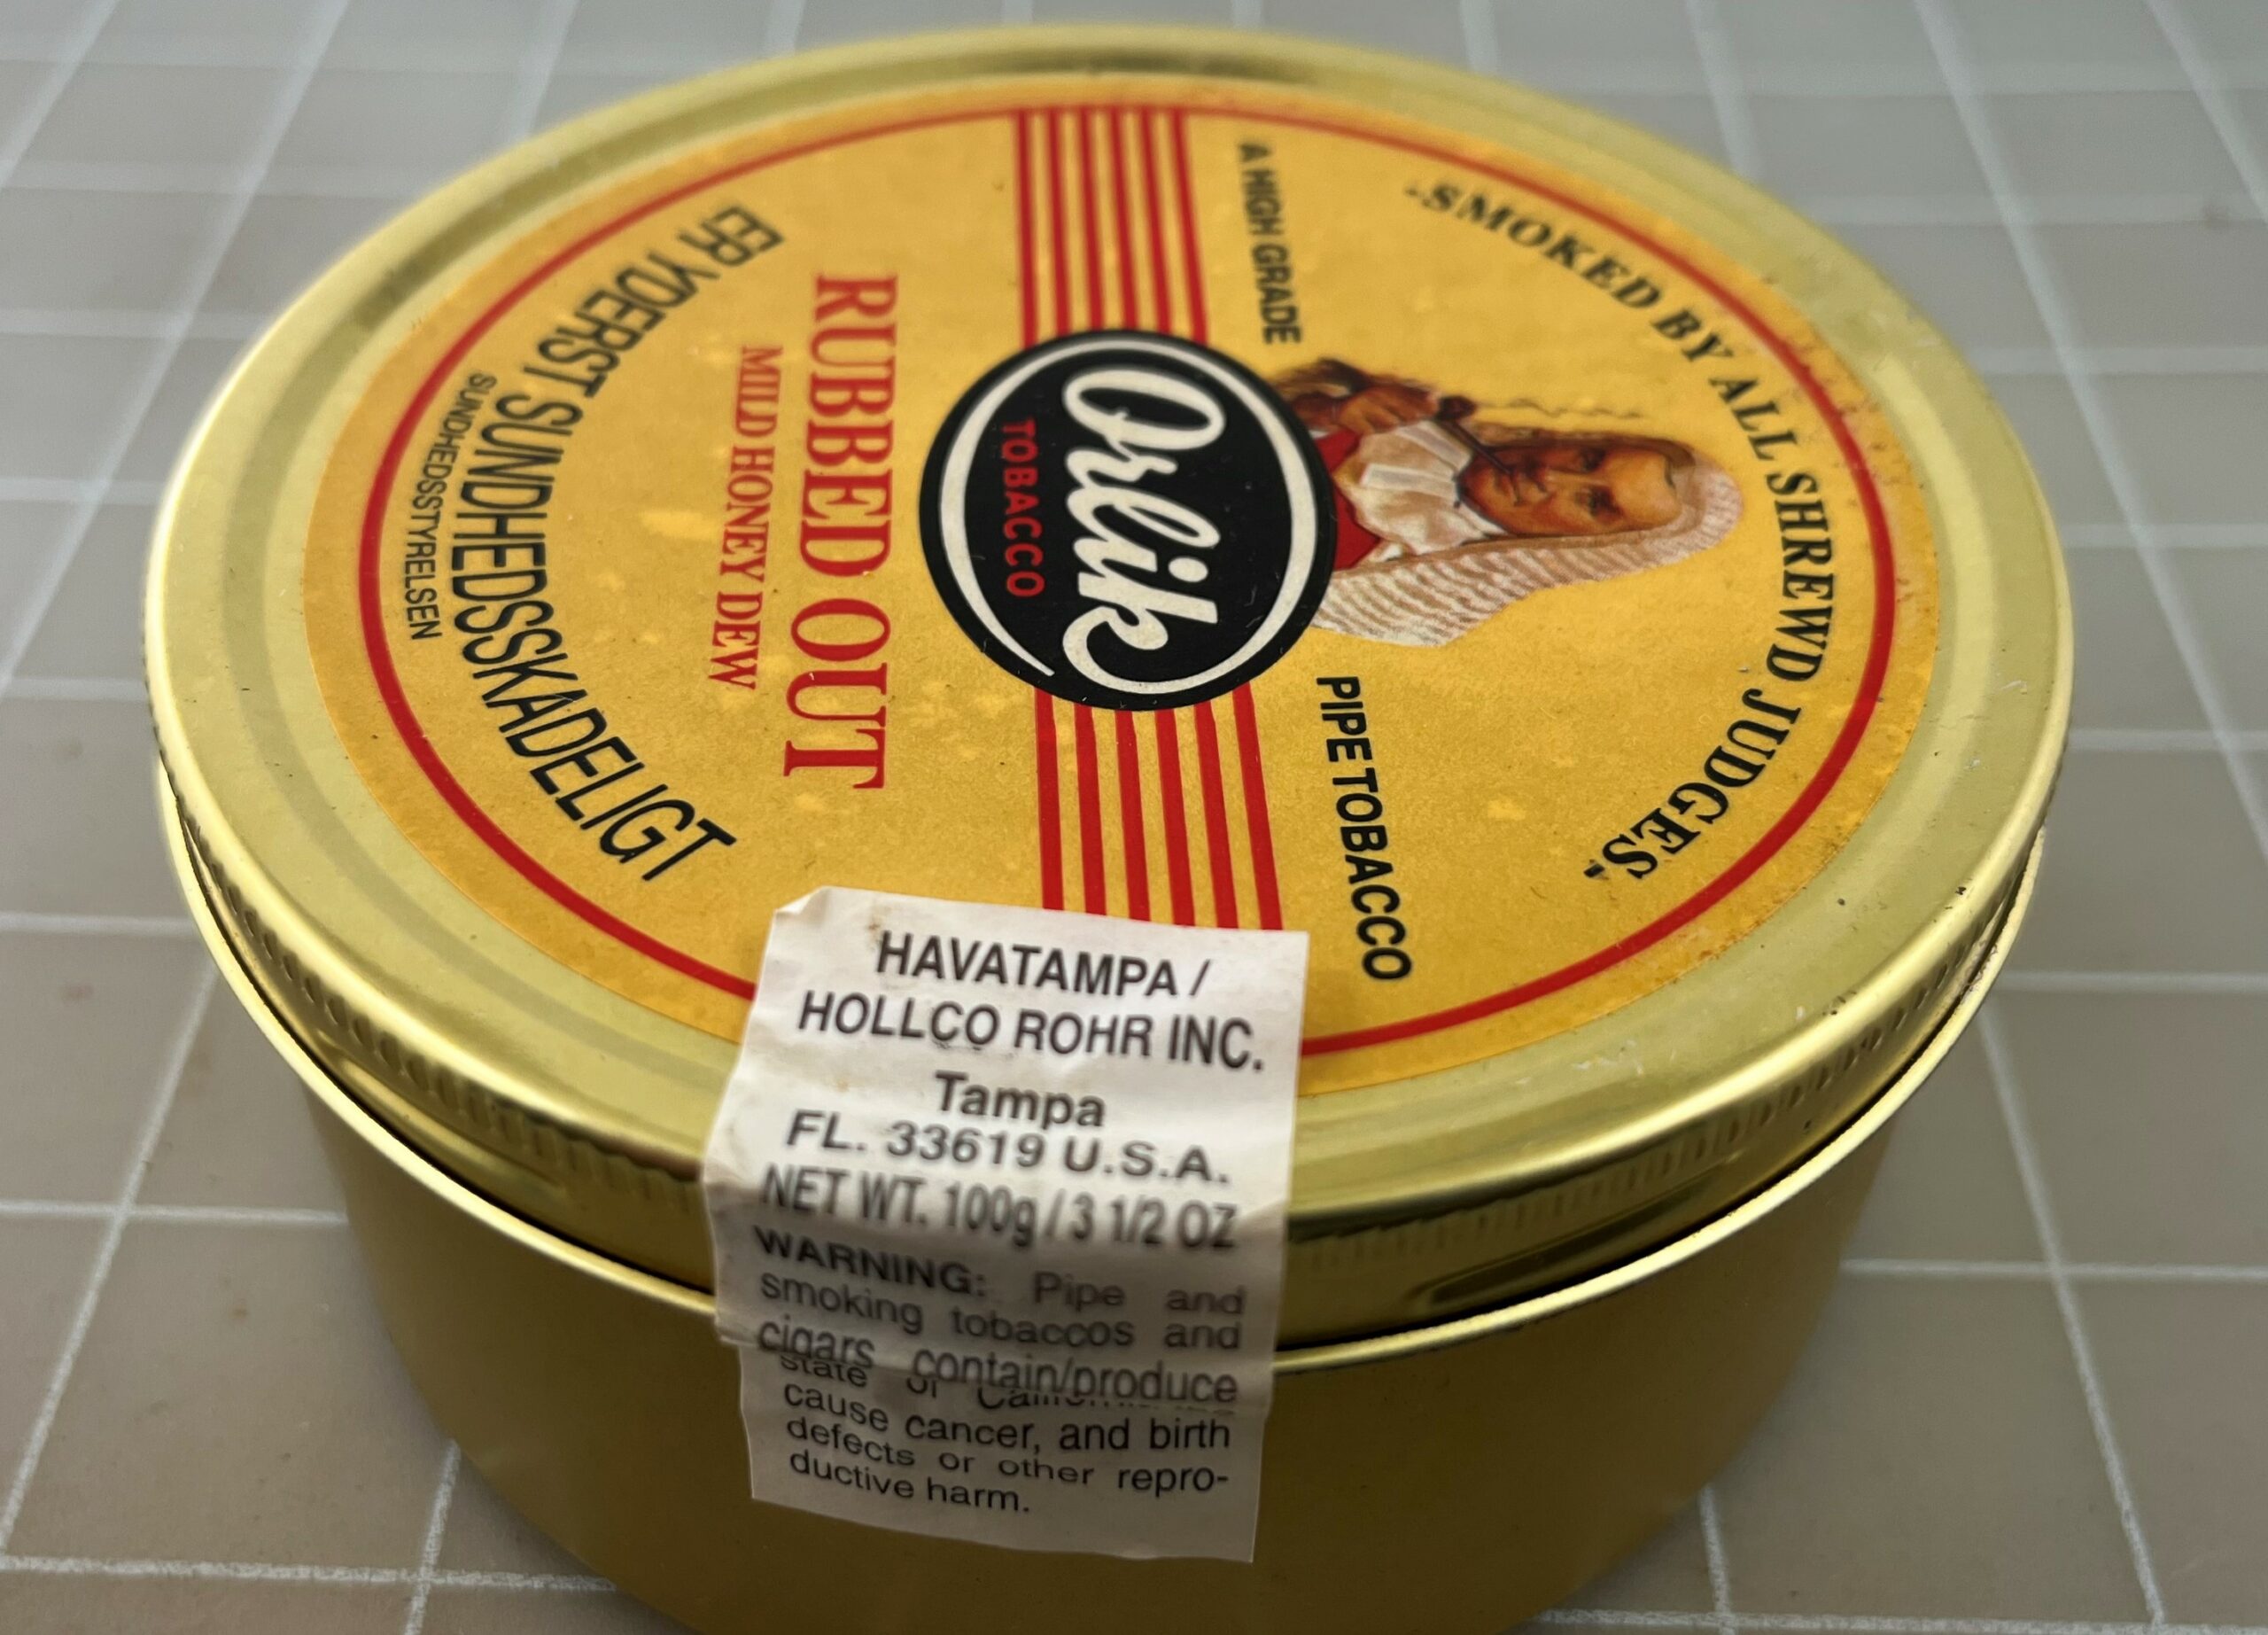 "SMOKED BY ALL SHREWD JUDGES."
A HIGH GRADE PIPE TOBACCO
Orlik
TOBACCO
RUBBED OUT
MILD HONEY DEW
ER YDERST SUNDHEDSSKADELIGT
SUNDHEDSSTYRELSEN
HAVATAMPA /
HOLLCO ROHR INC.
Tampa
FL. 33619 U.S.A.
NET WT. 100g / 3 1/2 OZ
WARNING: Pipe and
smoking tobaccos and
cigars contain/produce
state of
cause cancer, and birth
defects or other repro-
ductive harm.